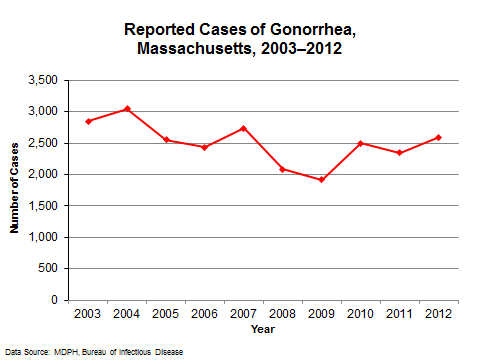 Reported Cases of Gonorrhea,
Massachusetts, 2003–2012
3,500
3,000
2,500
2,000
1,500
1,000
500
0
Number of Cases
2003 2004 2005 2006 2007 2008 2009 2010 2011 2012
Year
Data Source: MDPH, Bureau of Infectious Disease